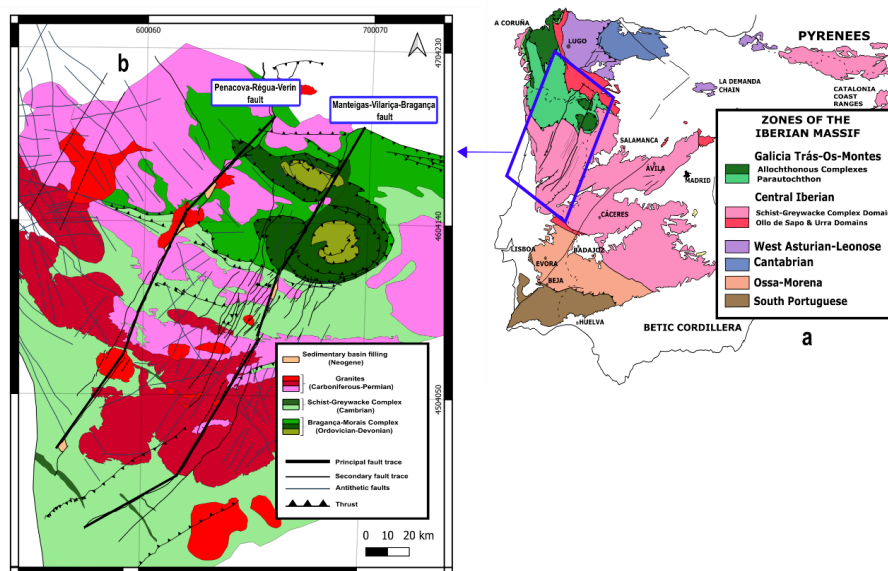 600060
700070
b
Penacova-Régua-Verin
fault
Manteigas-Vilariça-Bragança
fault
4704230
4604140
4504050
Sedimentary basin filling
(Neogene)
Granites
(Carboniferous-Permian)
Schist-Greywacke Complex
(Cambrian)
Bragança-Morais Complex
(Ordovician-Devonian)
Principal fault trace
Secondary fault trace
Antithetic faults
Thrust
0 10 20 km
A CORUÑA
LUGO
PYRENEES
LA DEMANDA
CHAIN
CATALONIA
COAST
RANGES
SALAMANCA
AVILA
MADRID
CÁCERES
LISBOA
BADAJOZ
EVORA
BEJA
HUELVA
BETIC CORDILLERA
a
ZONES OF THE
IBERIAN MASSIF
Galicia Trás-Os-Montes
Allochthonous Complexes
Parautochthon
Central Iberian
Schist-Greywacke Complex Domai
Ollo de Sapo & Urra Domains
West Asturian-Leonose
Cantabrian
Ossa-Morena
South Portuguese